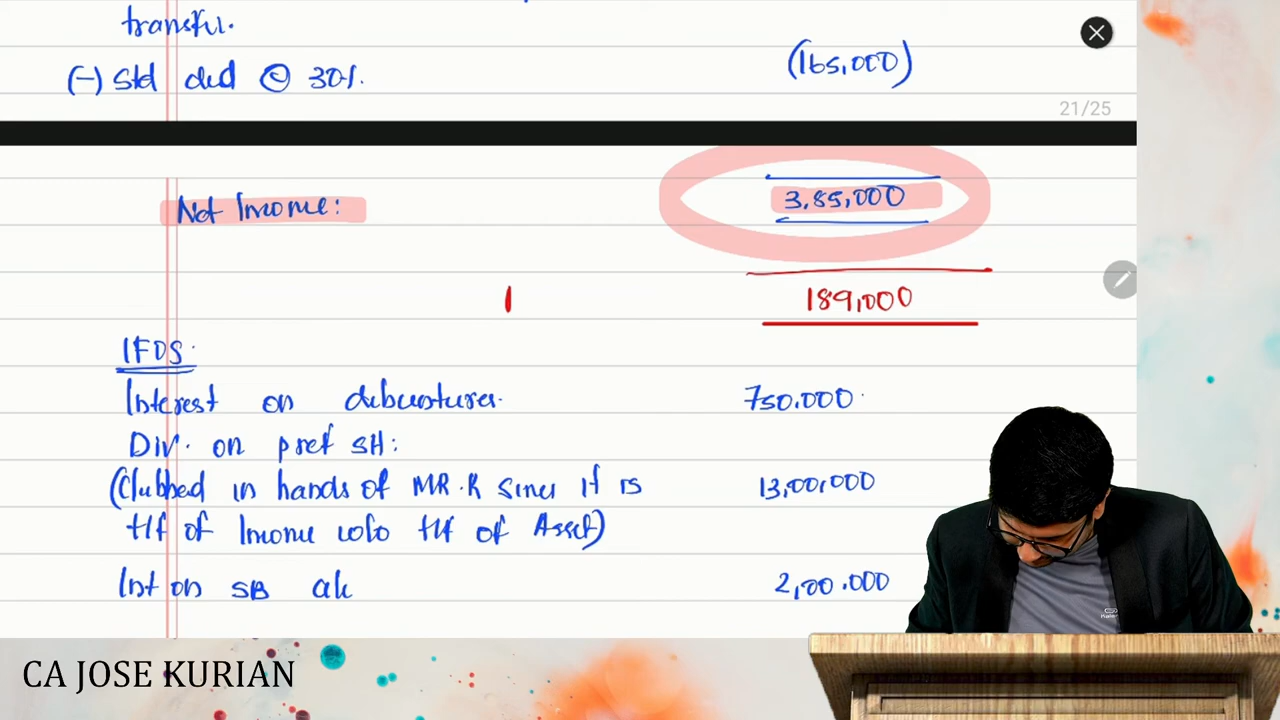 transfer.
(-) Std ded @ 30%. (165,000)
21/25
Net Income: 3,85,000
189,000
IFOS.
Interest on debentures. 750,000
Div. on pref SH:
(Clubbed in hands of MR. R since it is 13,00,000
t/f of Income w/o t/f of Asset)
Int on SB a/c 2,00,000
CA JOSE KURIAN